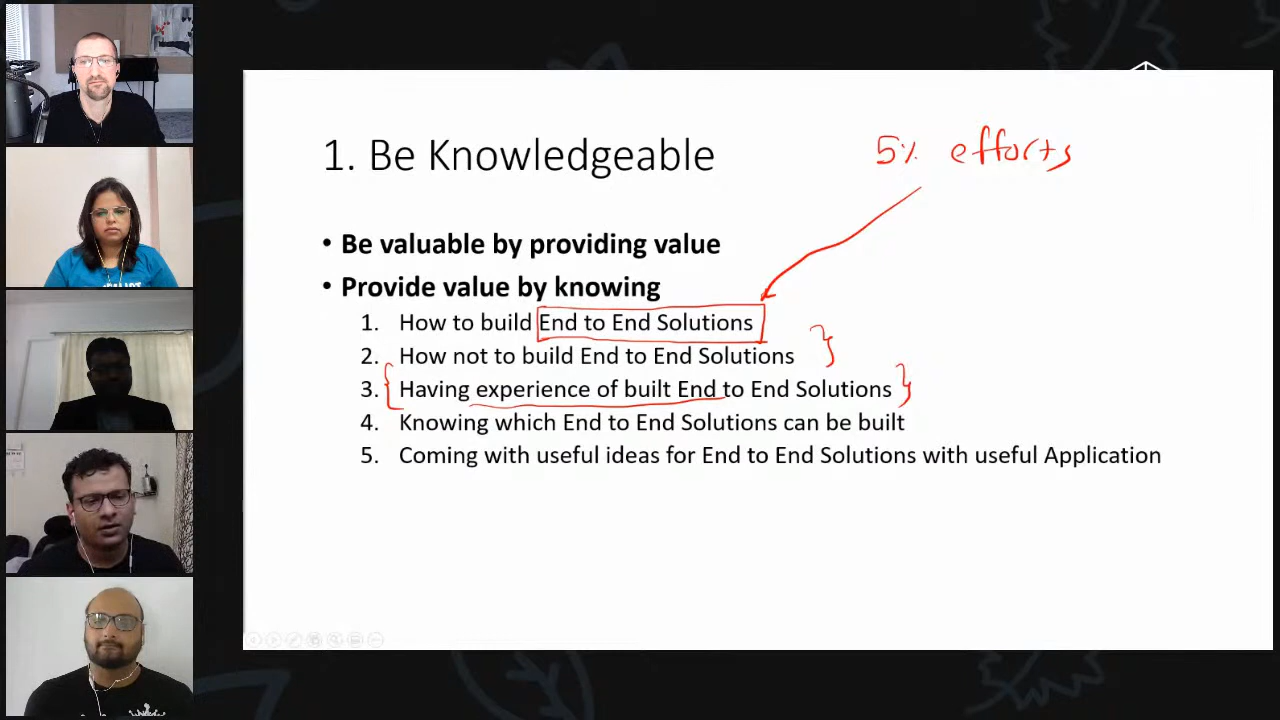 1. Be Knowledgeable
5% efforts
• Be valuable by providing value
• Provide value by knowing
1. How to build End to End Solutions
2. How not to build End to End Solutions
3. Having experience of built End to End Solutions
4. Knowing which End to End Solutions can be built
5. Coming with useful ideas for End to End Solutions with useful Application